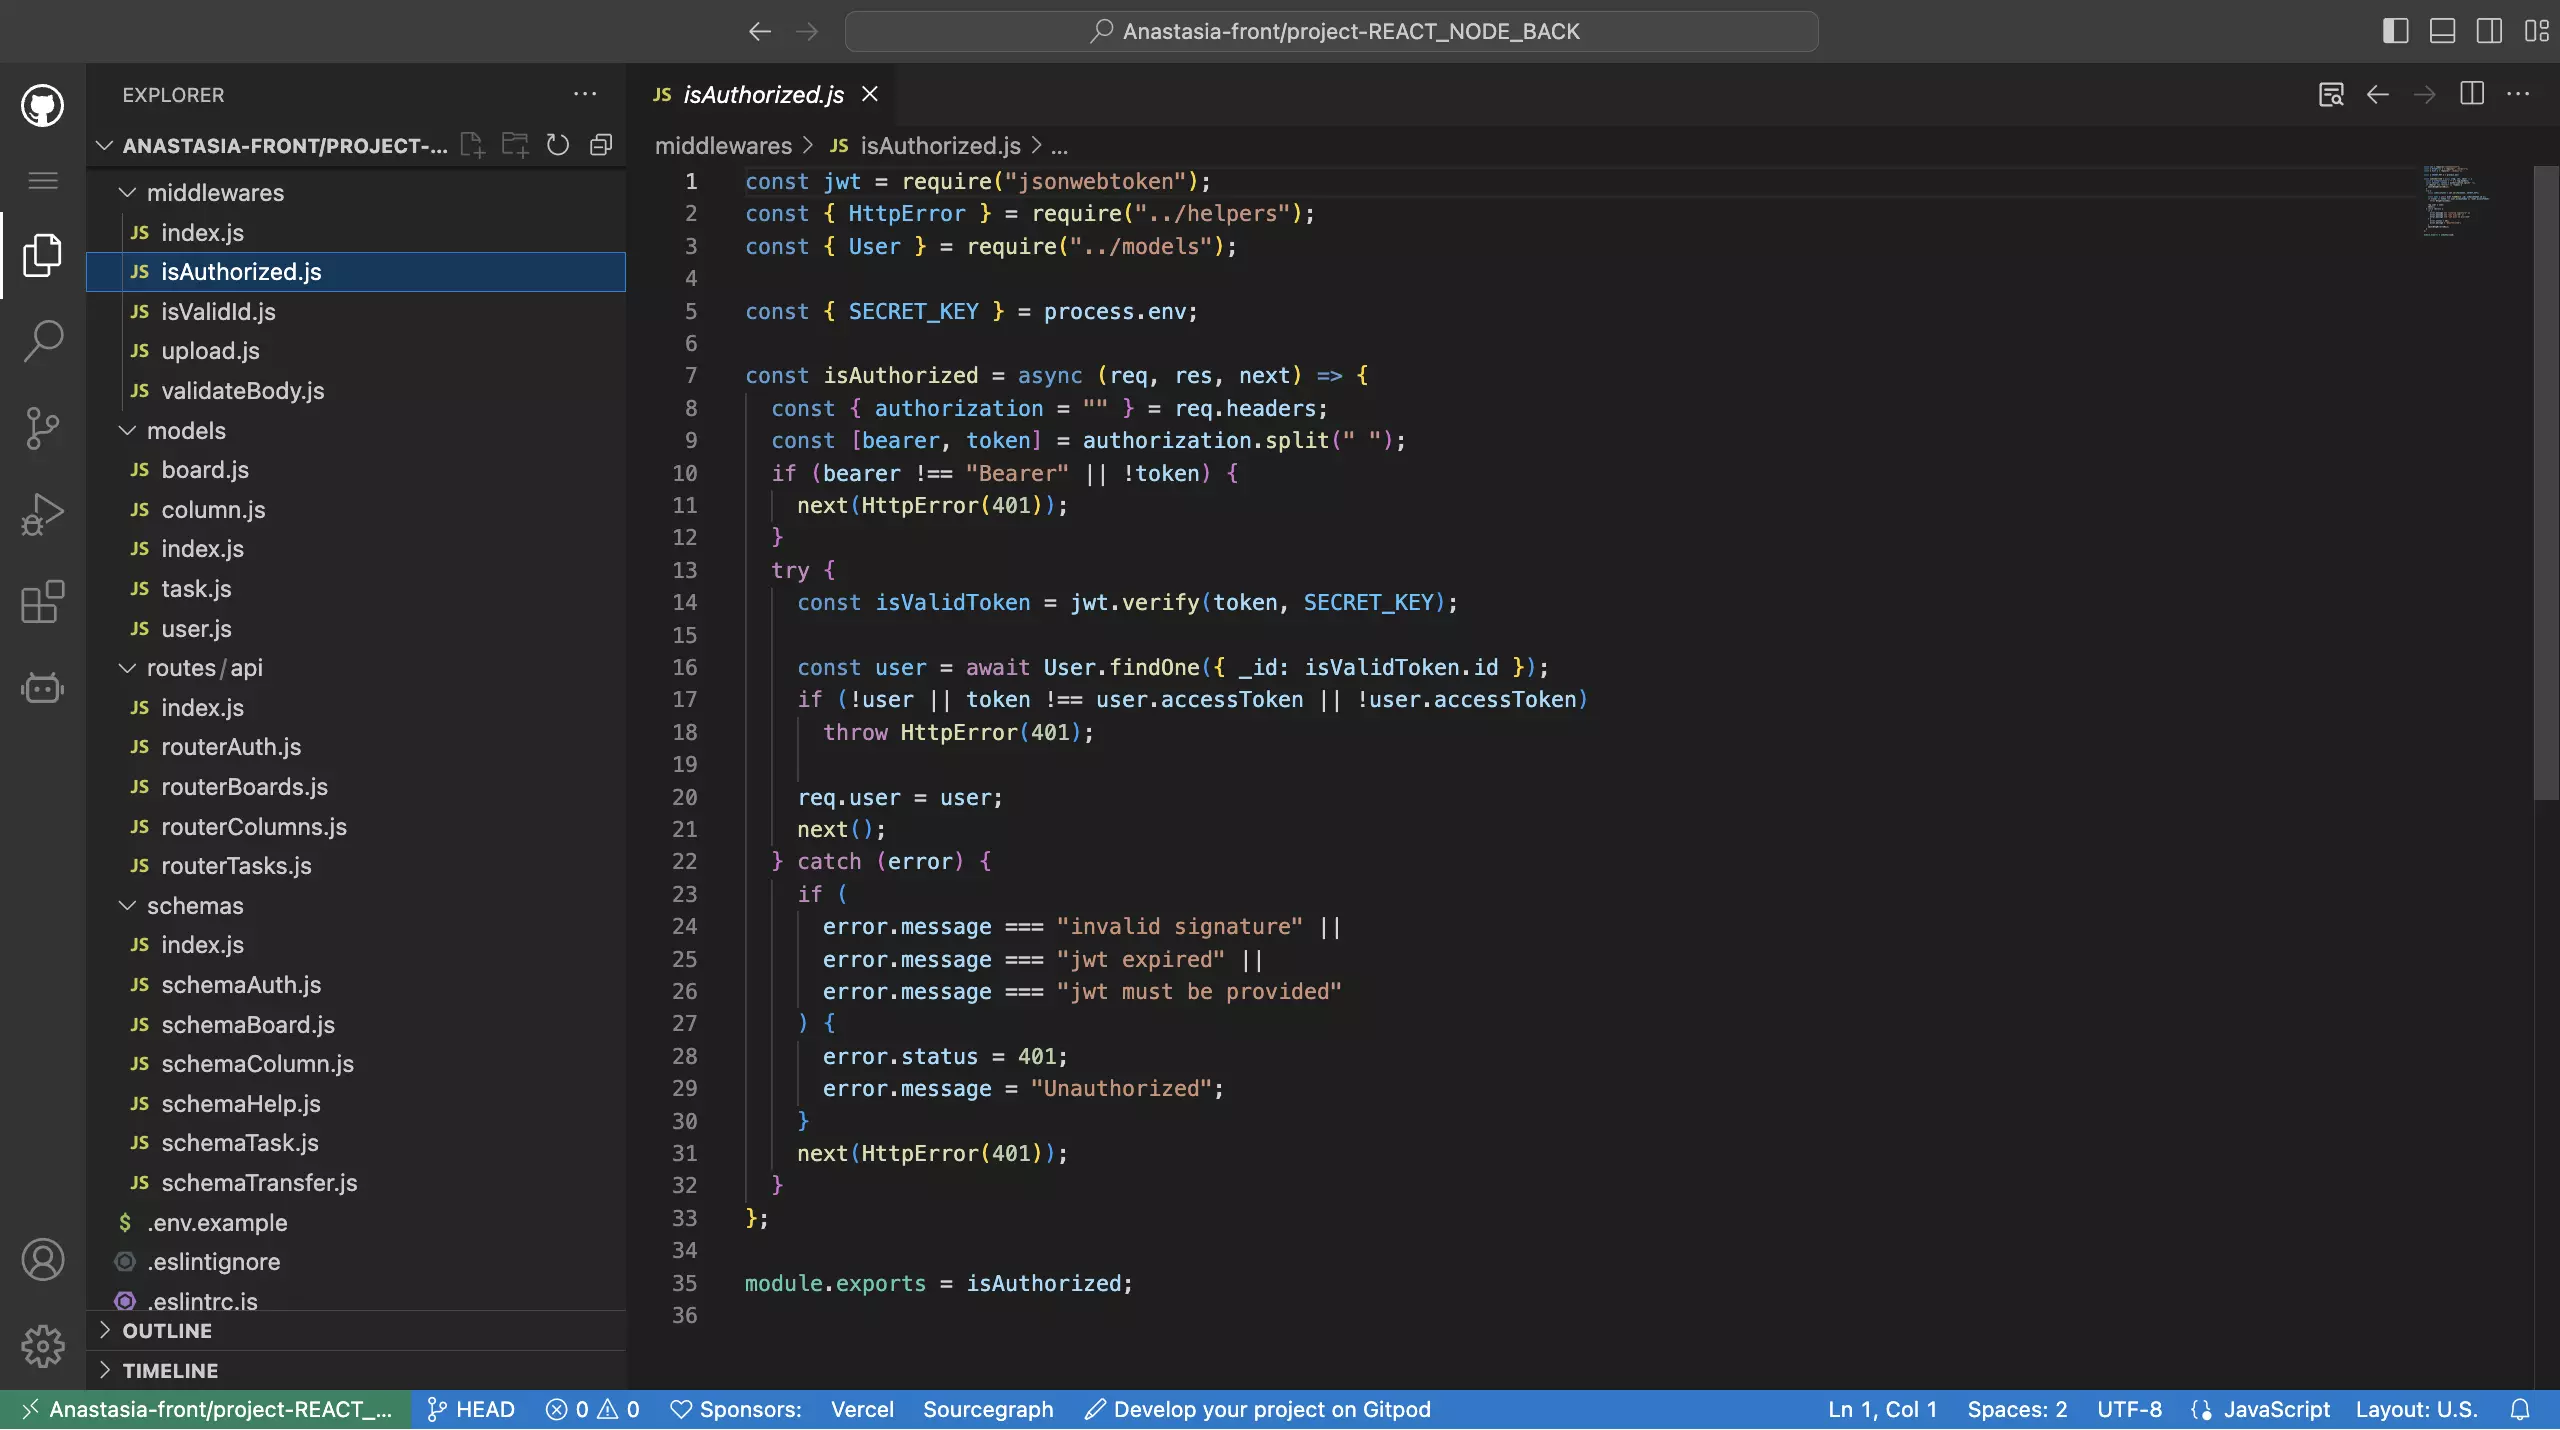 Anastasia-front/project-REACT_NODE_BACK
EXPLORER
ANASTASIA-FRONT/PROJECT-...
middlewares
JS index.js
JS isAuthorized.js
JS isValidId.js
JS upload.js
JS validateBody.js
models
JS board.js
JS column.js
JS index.js
JS task.js
JS user.js
routes/api
JS index.js
JS routerAuth.js
JS routerBoards.js
JS routerColumns.js
JS routerTasks.js
schemas
JS index.js
JS schemaAuth.js
JS schemaBoard.js
JS schemaColumn.js
JS schemaHelp.js
JS schemaTask.js
JS schemaTransfer.js
$ .env.example
.eslintignore
.eslintrc.js
OUTLINE
TIMELINE
JS isAuthorized.js
middlewares > JS isAuthorized.js > ...
1 const jwt = require("jsonwebtoken");
2 const { HttpError } = require("../helpers");
3 const { User } = require("../models");
4
5 const { SECRET_KEY } = process.env;
6
7 const isAuthorized = async (req, res, next) => {
8 const { authorization = "" } = req.headers;
9 const [bearer, token] = authorization.split(" ");
10 if (bearer !== "Bearer" || !token) {
11 next(HttpError(401));
12 }
13 try {
14 const isValidToken = jwt.verify(token, SECRET_KEY);
15
16 const user = await User.findOne({ _id: isValidToken.id });
17 if (!user || token !== user.accessToken || !user.accessToken)
18 throw HttpError(401);
19
20 req.user = user;
21 next();
22 } catch (error) {
23 if (
24 error.message === "invalid signature" ||
25 error.message === "jwt expired" ||
26 error.message === "jwt must be provided"
27 ) {
28 error.status = 401;
29 error.message = "Unauthorized";
30 }
31 next(HttpError(401));
32 }
33 };
34
35 module.exports = isAuthorized;
36
Anastasia-front/project-REACT_... HEAD 0 0 Sponsors: Vercel Sourcegraph Develop your project on Gitpod Ln 1, Col 1 Spaces: 2 UTF-8 JavaScript Layout: U.S.